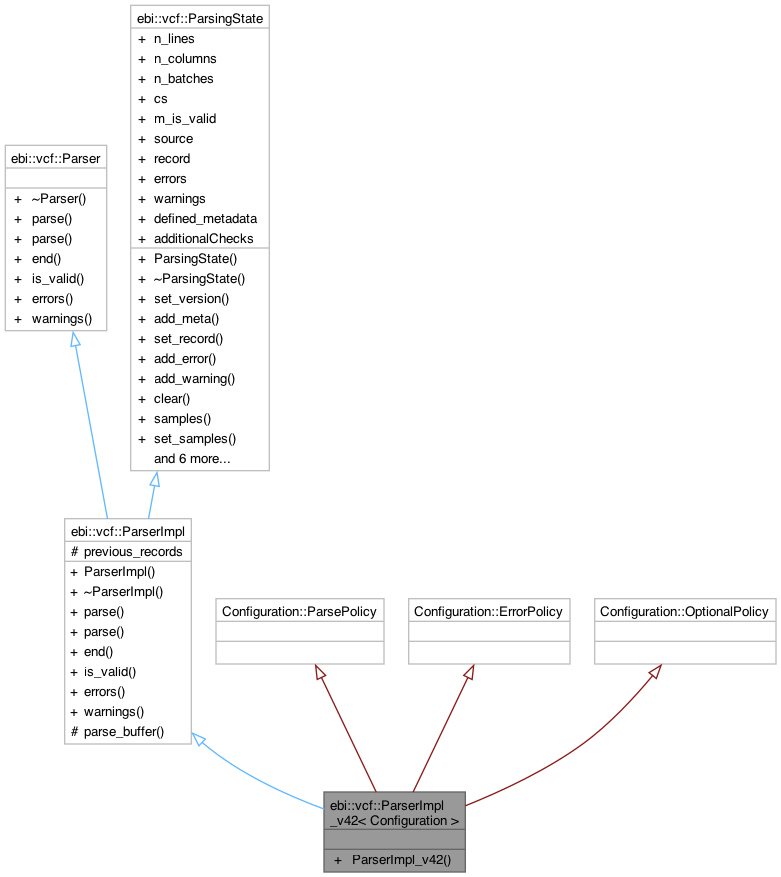 ebi::vcf::ParsingState
+ n_lines
+ n_columns
+ n_batches
+ cs
+ m_is_valid
+ source
+ record
+ errors
+ warnings
+ defined_metadata
+ additionalChecks
+ ParsingState()
+ ~ParsingState()
+ set_version()
+ add_meta()
+ set_record()
+ add_error()
+ add_warning()
+ clear()
+ samples()
+ set_samples()
and 6 more...
ebi::vcf::Parser
+ ~Parser()
+ parse()
+ parse()
+ end()
+ is_valid()
+ errors()
+ warnings()
ebi::vcf::ParserImpl
# previous_records
+ ParserImpl()
+ ~ParserImpl()
+ parse()
+ parse()
+ end()
+ is_valid()
+ errors()
+ warnings()
# parse_buffer()
Configuration::ParsePolicy
Configuration::ErrorPolicy
Configuration::OptionalPolicy
ebi::vcf::ParserImpl
_v42< Configuration >
+ ParserImpl_v42()